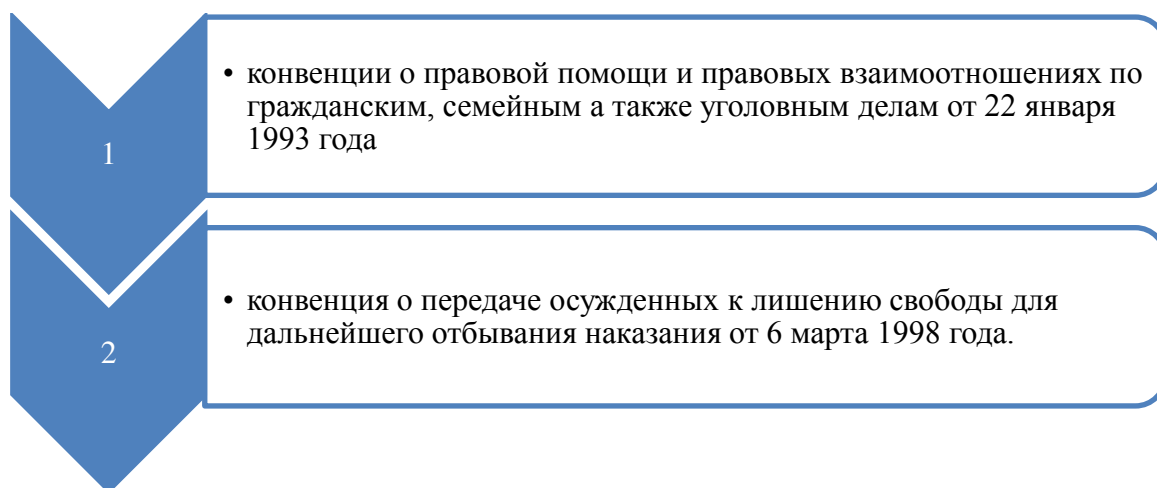 1
• конвенции о правовой помощи и правовых взаимоотношениях по
гражданским, семейным а также уголовным делам от 22 января
1993 года
2
• конвенция о передаче осужденных к лишению свободы для
дальнейшего отбывания наказания от 6 марта 1998 года.